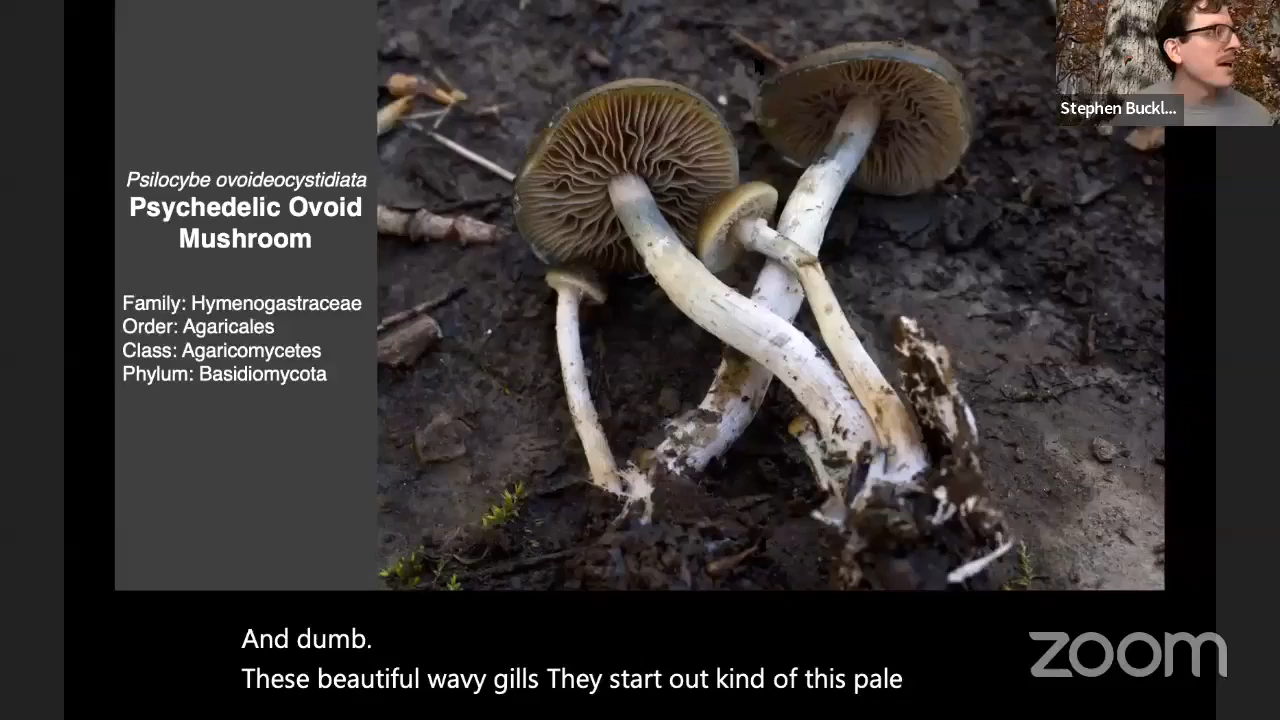 Stephen Buckl...
Psilocybe ovoideocystidiata
Psychedelic Ovoid
Mushroom
Family: Hymenogastraceae
Order: Agaricales
Class: Agaricomycetes
Phylum: Basidiomycota
And dumb.
These beautiful wavy gills They start out kind of this pale
zoom